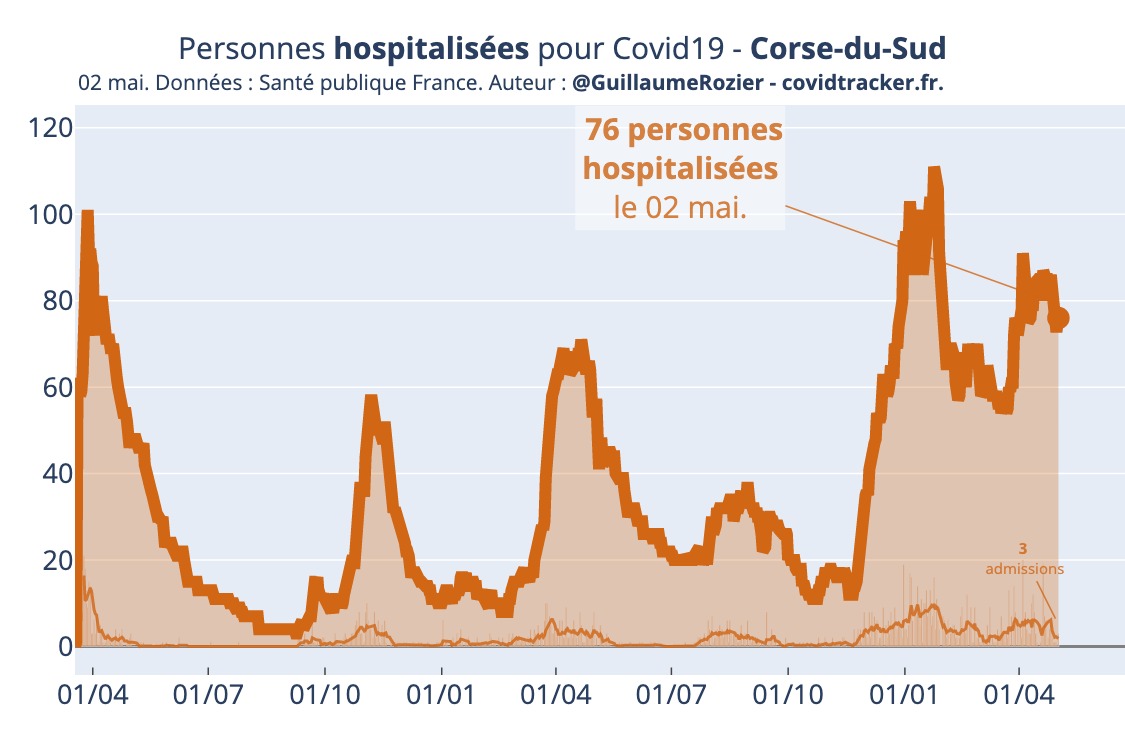 Personnes hospitalisées pour Covid19 - Corse-du-Sud
02 mai. Données : Santé publique France. Auteur : @GuillaumeRozier - covidtracker.fr.
120
76 personnes
hospitalisées
le 02 mai.
100
80
60
40
20
3
admissions
0
01/04 01/07 01/10 01/01 01/04 01/07 01/10 01/01 01/04